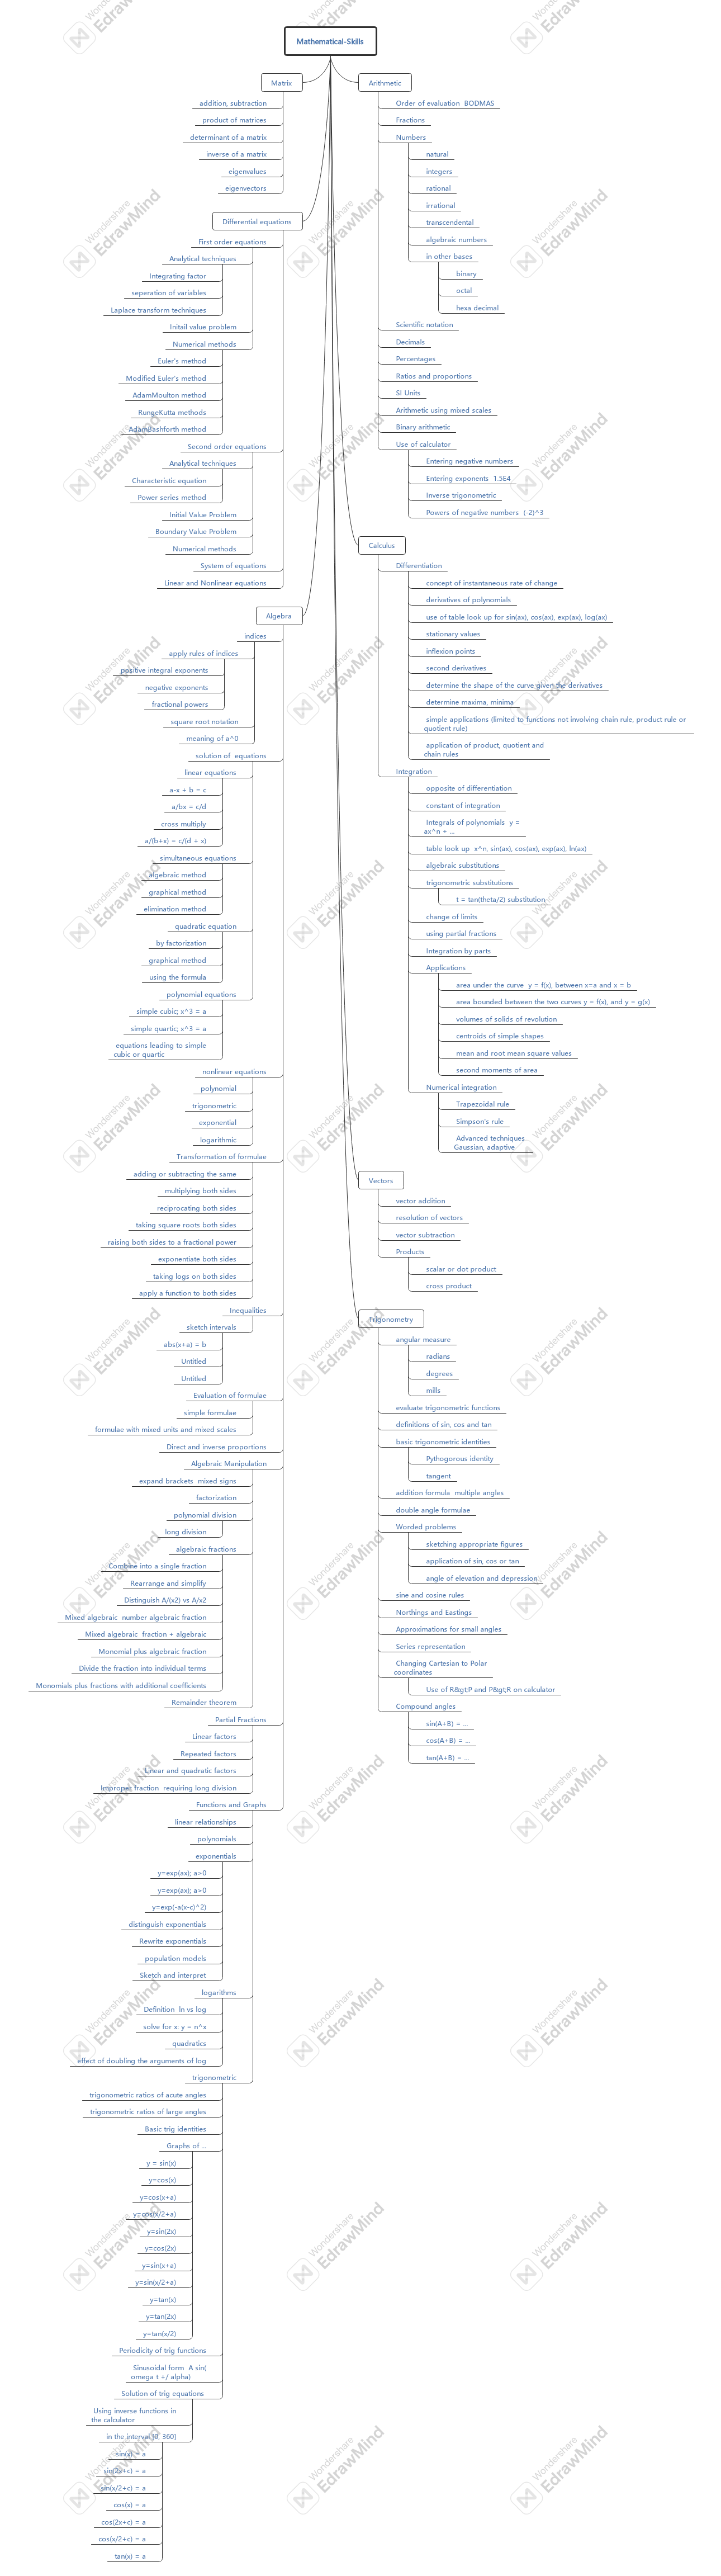 Mathematical-Skills
Matrix
addition, subtraction
product of matrices
determinant of a matrix
inverse of a matrix
eigenvalues
eigenvectors
Differential equations
First order equations
Analytical techniques
Integrating factor
seperation of variables
Laplace transform techniques
Initail value problem
Numerical methods
Euler's method
Modified Euler's method
AdamMoulton method
RungeKutta methods
AdamBashforth method
Second order equations
Analytical techniques
Characteristic equation
Power series method
Initial Value Problem
Boundary Value Problem
Numerical methods
System of equations
Linear and Nonlinear equations
Algebra
indices
apply rules of indices
positive integral exponents
negative exponents
fractional powers
square root notation
meaning of a^0
solution of equations
linear equations
a-x + b = c
a/bx = c/d
cross multiply
a/(b+x) = c/(d + x)
simultaneous equations
algebraic method
graphical method
elimination method
quadratic equation
by factorization
graphical method
using the formula
polynomial equations
simple cubic; x^3 = a
simple quartic; x^3 = a
equations leading to simple
cubic or quartic
nonlinear equations
polynomial
trigonometric
exponential
logarithmic
Transformation of formulae
adding or subtracting the same
multiplying both sides
reciprocating both sides
taking square roots both sides
raising both sides to a fractional power
exponentiate both sides
taking logs on both sides
apply a function to both sides
Inequalities
sketch intervals
abs(x+a) = b
Untitled
Untitled
Evaluation of formulae
simple formulae
formulae with mixed units and mixed scales
Direct and inverse proportions
Algebraic Manipulation
expand brackets mixed signs
factorization
polynomial division
long division
algebraic fractions
Combine into a single fraction
Rearrange and simplify
Distinguish A/(x2) vs A/x2
Mixed algebraic number algebraic fraction
Mixed algebraic fraction + algebraic
Monomial plus algebraic fraction
Divide the fraction into individual terms
Monomials plus fractions with additional coefficients
Remainder theorem
Partial Fractions
Linear factors
Repeated factors
Linear and quadratic factors
Improper fraction requiring long division
Functions and Graphs
linear relationships
polynomials
exponentials
y=exp(ax); a>0
y=exp(ax); a>0
y=exp(-a(x-c)^2)
distinguish exponentials
Rewrite exponentials
population models
Sketch and interpret
logarithms
Definition ln vs log
solve for x: y = n^x
quadratics
effect of doubling the arguments of log
trigonometric
trigonometric ratios of acute angles
trigonometric ratios of large angles
Basic trig identities
Graphs of ...
y = sin(x)
y=cos(x)
y=cos(x+a)
y=cos(x/2+a)
y=sin(2x)
y=cos(2x)
y=sin(x+a)
y=sin(x/2+a)
y=tan(x)
y=tan(2x)
y=tan(x/2)
Periodicity of trig functions
Sinusoidal form A sin(
omega t +/ alpha)
Solution of trig equations
Using inverse functions in
the calculator
in the interval [0, 360]
sin(x) = a
sin(2x+c) = a
sin(x/2+c) = a
cos(x) = a
cos(2x+c) = a
cos(x/2+c) = a
tan(x) = a
Arithmetic
Order of evaluation BODMAS
Fractions
Numbers
natural
integers
rational
irrational
transcendental
algebraic numbers
in other bases
binary
octal
hexa decimal
Scientific notation
Decimals
Percentages
Ratios and proportions
SI Units
Arithmetic using mixed scales
Binary arithmetic
Use of calculator
Entering negative numbers
Entering exponents 1.5E4
Inverse trigonometric
Powers of negative numbers (-2)^3
Calculus
Differentiation
concept of instantaneous rate of change
derivatives of polynomials
use of table look up for sin(ax), cos(ax), exp(ax), log(ax)
stationary values
inflexion points
second derivatives
determine the shape of the curve given the derivatives
determine maxima, minima
simple applications (limited to functions not involving chain rule, product rule or
quotient rule)
application of product, quotient and
chain rules
Integration
opposite of differentiation
constant of integration
Integrals of polynomials y =
ax^n + ...
table look up x^n, sin(ax), cos(ax), exp(ax), ln(ax)
algebraic substitutions
trigonometric substitutions
t = tan(theta/2) substitution
change of limits
using partial fractions
Integration by parts
Applications
area under the curve y = f(x), between x=a and x = b
area bounded between the two curves y = f(x), and y = g(x)
volumes of solids of revolution
centroids of simple shapes
mean and root mean square values
second moments of area
Numerical integration
Trapezoidal rule
Simpson's rule
Advanced techniques
Gaussian, adaptive
Vectors
vector addition
resolution of vectors
vector subtraction
Products
scalar or dot product
cross product
Trigonometry
angular measure
radians
degrees
mills
evaluate trigonometric functions
definitions of sin, cos and tan
basic trigonometric identities
Pythogorous identity
tangent
addition formula multiple angles
double angle formulae
Worded problems
sketching appropriate figures
application of sin, cos or tan
angle of elevation and depression
sine and cosine rules
Northings and Eastings
Approximations for small angles
Series representation
Changing Cartesian to Polar
coordinates
Use of R&gt;P and P&gt;R on calculator
Compound angles
sin(A+B) = ...
cos(A+B) = ...
tan(A+B) = ...